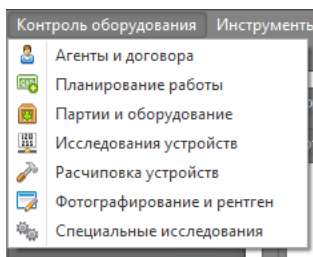 Контроль оборудования Инструменты
Агенты и договора
Планирование работы
Партии и оборудование
Исследования устройств
Расчиповка устройств
Фотографирование и рентген
Специальные исследования